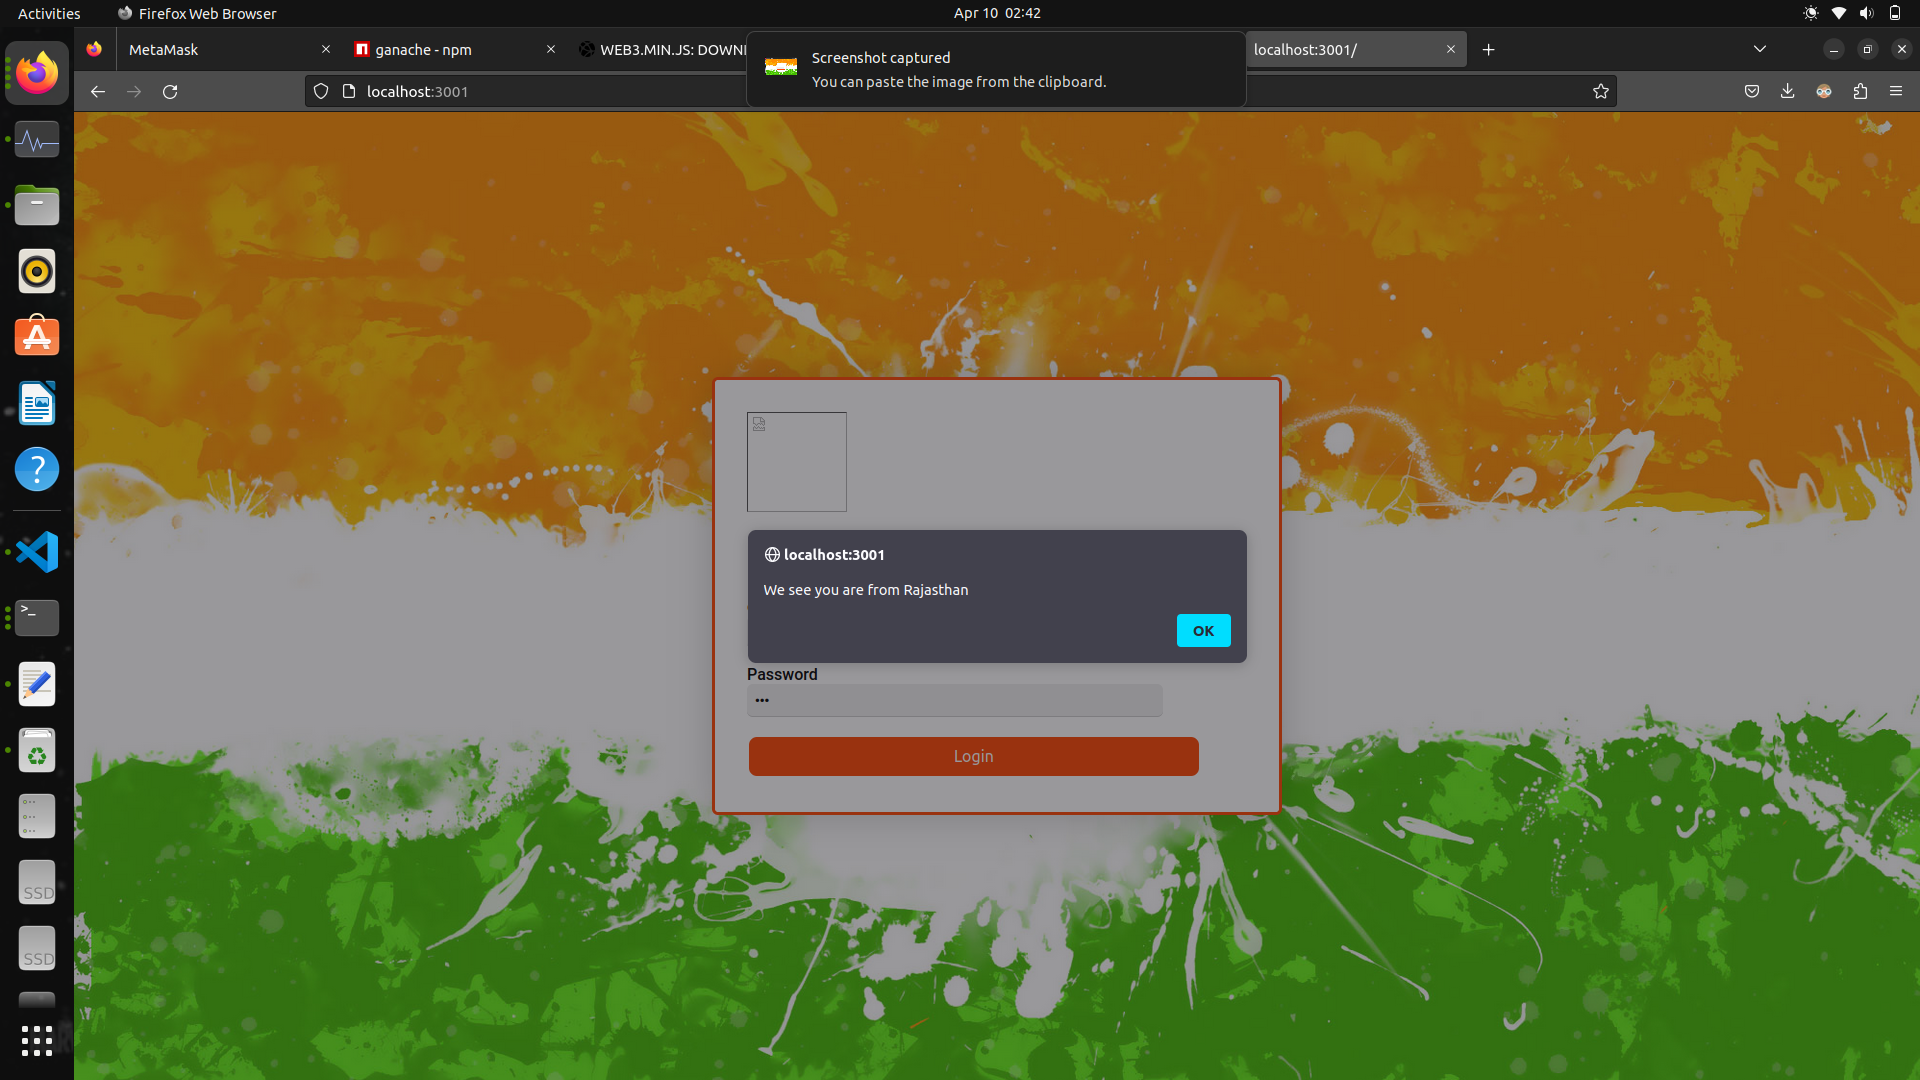 Activities
Firefox Web Browser
Apr 10 02:42
MetaMask
ganache - npm
WEB3.MIN.JS: DOWN
localhost:3001/
Screenshot captured
You can paste the image from the clipboard.
localhost:3001
localhost:3001
We see you are from Rajasthan
OK
Password
•••
Login
SSD
SSD